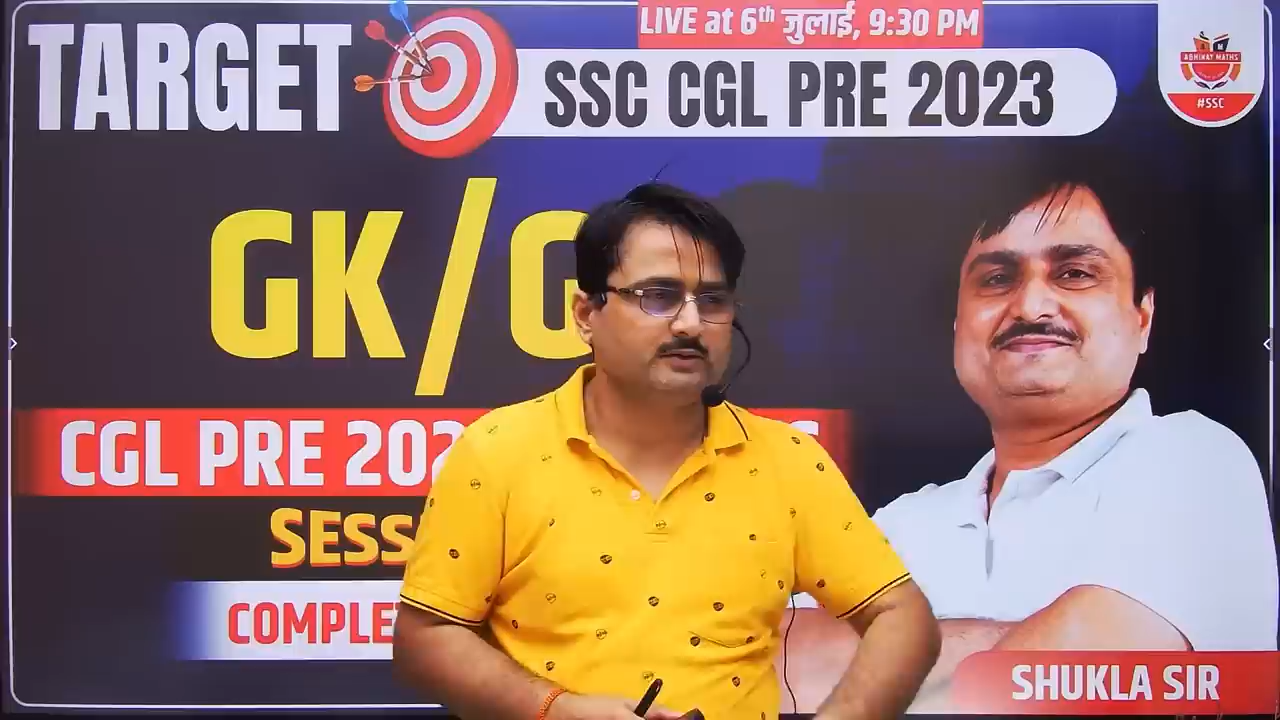 LIVE at 6th जुलाई, 9:30 PM
TARGET
SSC CGL PRE 2023
ABHINAY MATHS
#SSC
GK/G
CGL PRE 202
SESS
COMPLE
SHUKLA SIR